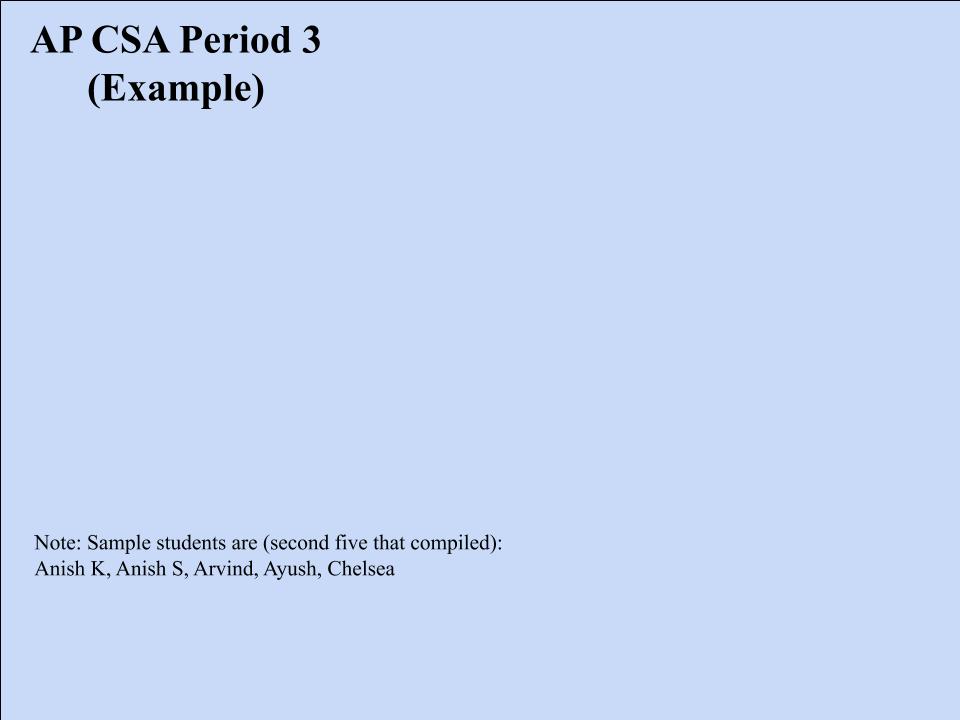 AP CSA Period 3
(Example)
Note: Sample students are (second five that compiled):
Anish K, Anish S, Arvind, Ayush, Chelsea